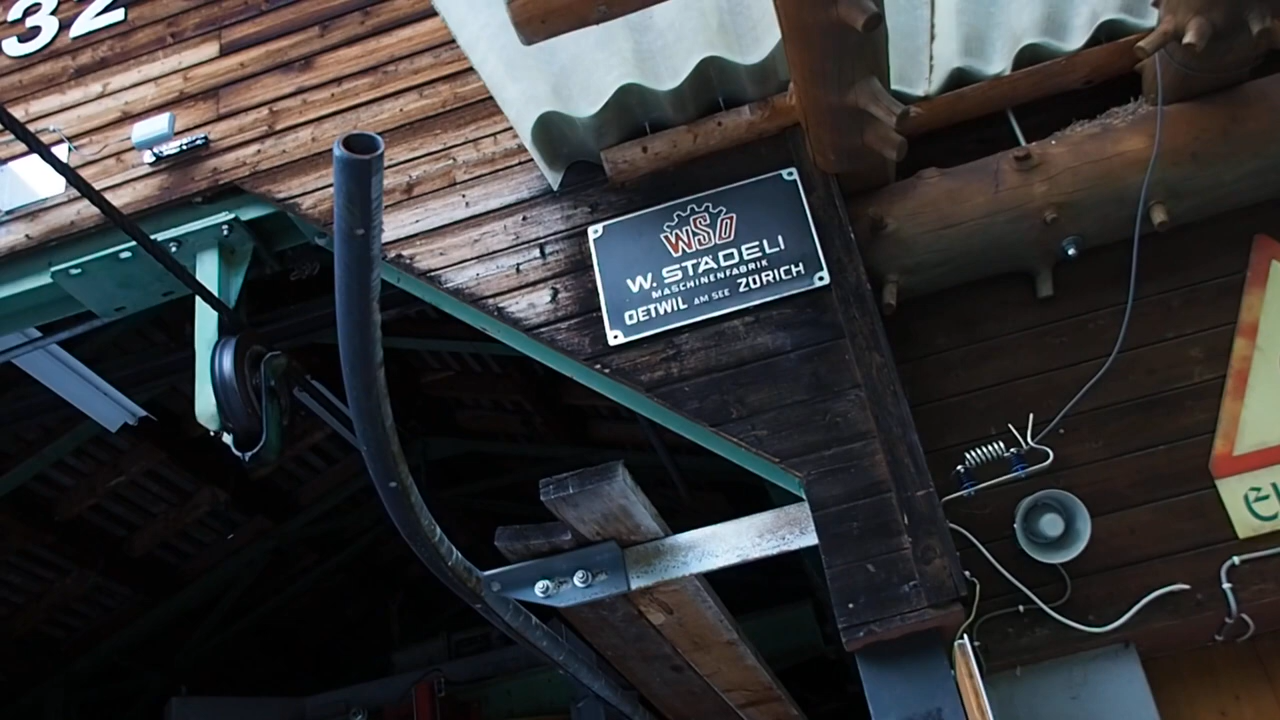 32
WSO
W. STÄDELI
MASCHINENFABRIK
OETWIL AM SEE ZÜRICH